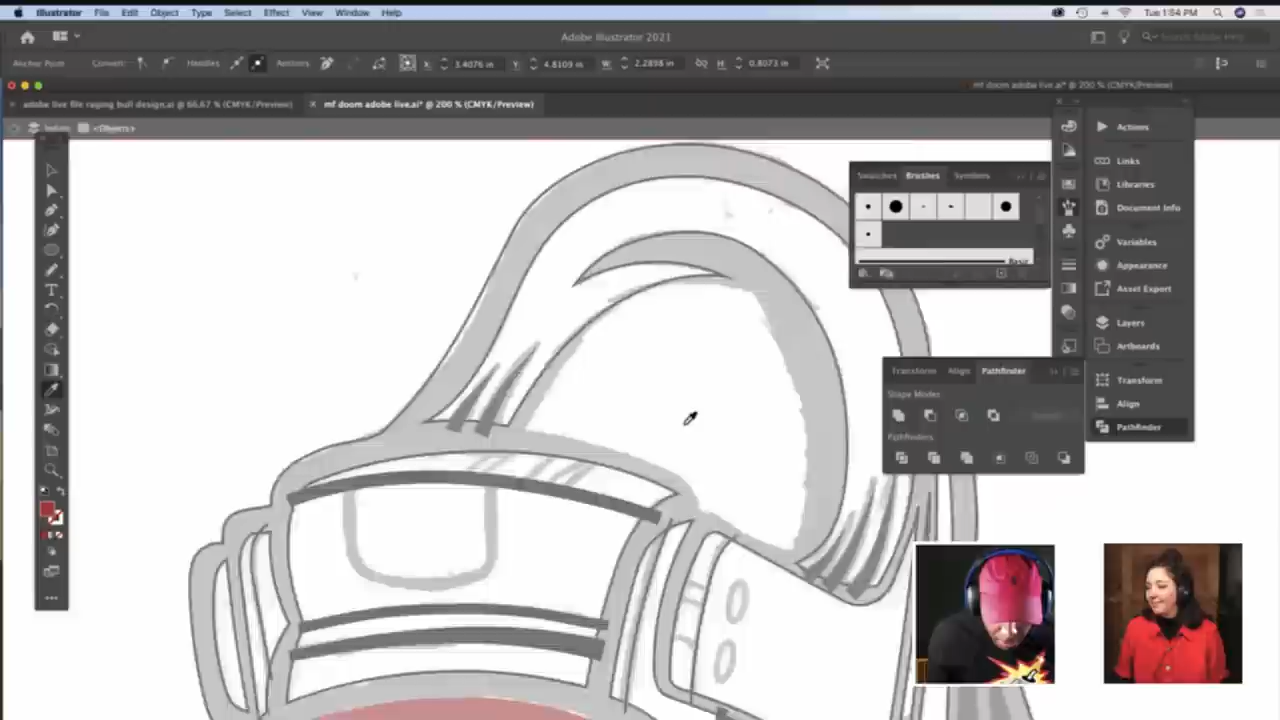 Illustrator File Edit Object Type Select Effect View Window Help
Tue 1:54 PM
Adobe Illustrator 2021
Search Adobe Help
Anchor Point Convert: Handles Anchors X: 3.4076 in Y: 4.8109 in W: 2.2898 in H: 0.8073 in
mf doom adobe live.ai* @ 200 % (CMYK/Preview)
adobe live file raging bull design.ai @ 66.67 % (CMYK/Preview) mf doom adobe live.ai* @ 200 % (CMYK/Preview)
<Objects>
Swatches Brushes Symbols
Basic
Actions
Links
Libraries
Document Info
Variables
Appearance
Asset Export
Layers
Artboards
Transform
Align
Pathfinder
Transform Align Pathfinder
Shape Modes:
Pathfinders: